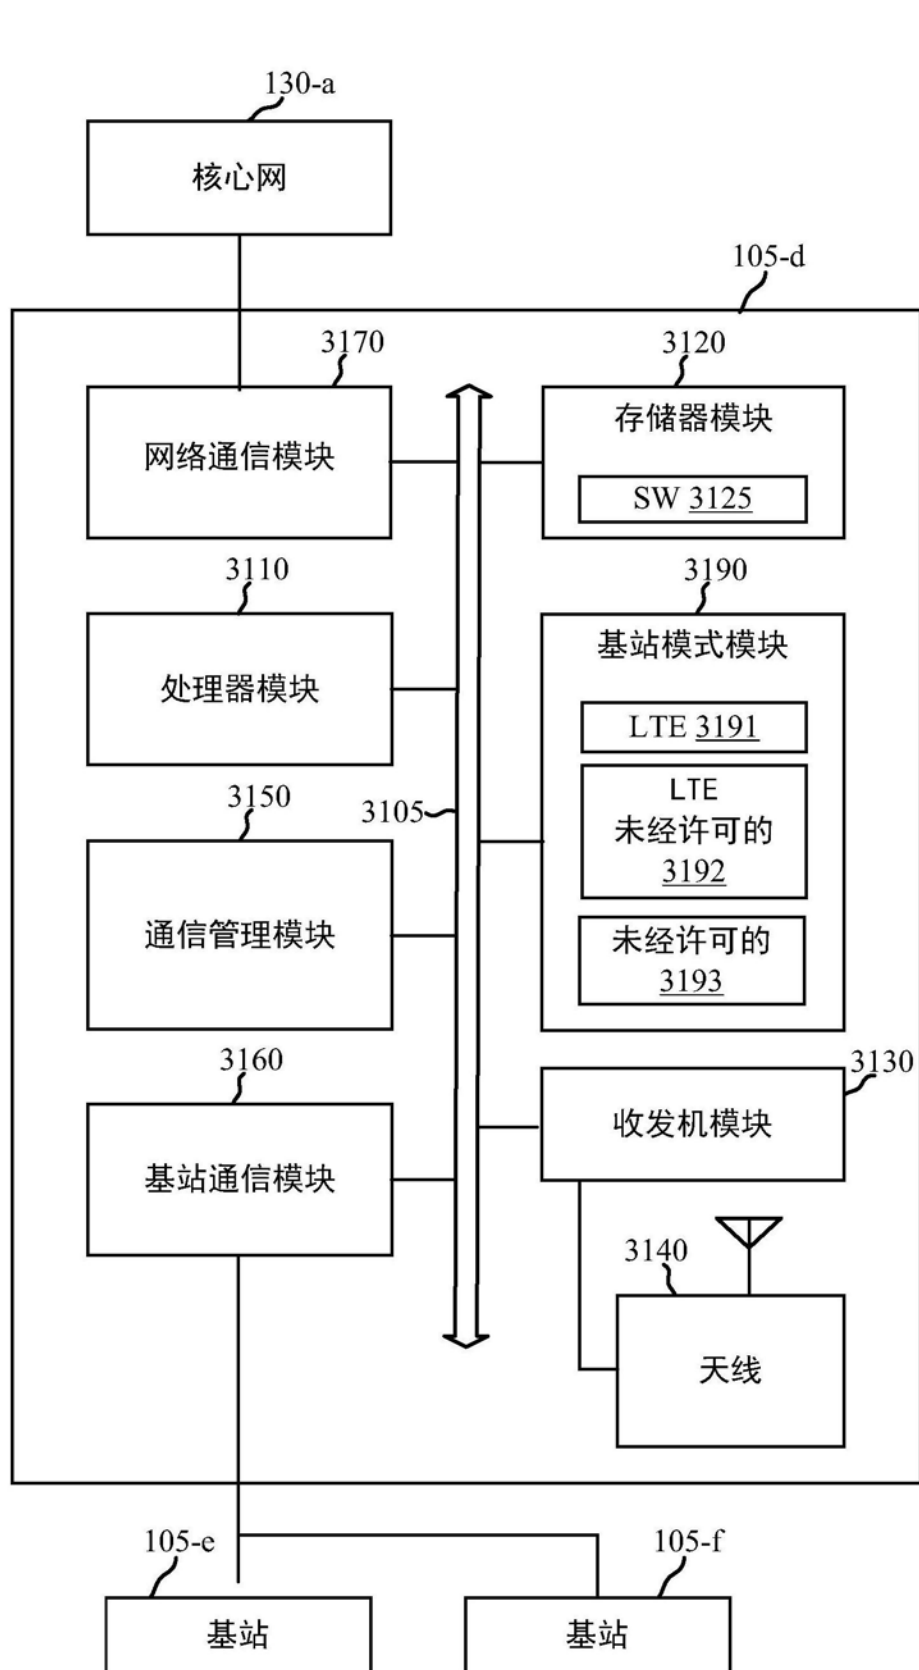 130-a
核心网
105-d
3170
网络通信模块
3120
存储器模块
SW 3125
3110
处理器模块
3190
基站模式模块
LTE 3191
LTE
未经许可的
3192
未经许可的
3193
3150
3105
通信管理模块
3160
基站通信模块
3130
收发机模块
3140
天线
105-e
基站
105-f
基站